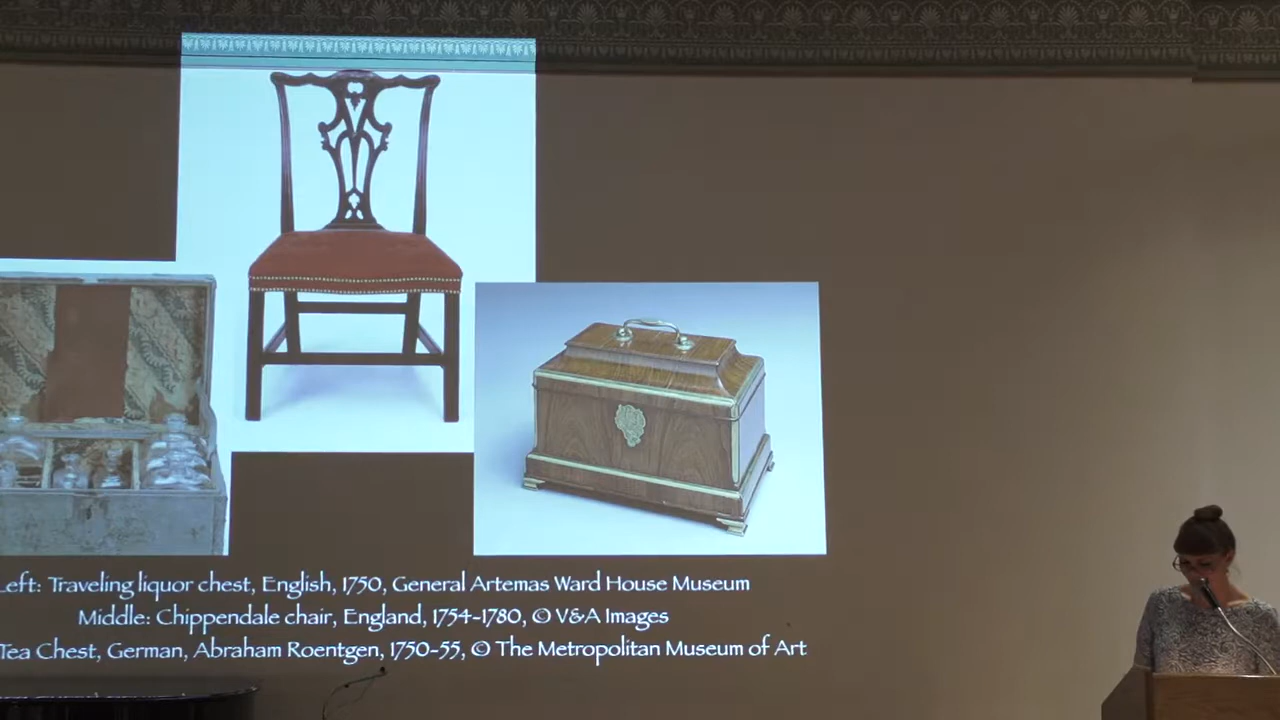 Left: Traveling liquor chest, English, 1750, General Artemas Ward House Museum
Middle: Chippendale chair, England, 1754-1780, © V&A Images
Tea Chest, German, Abraham Roentgen, 1750-55, © The Metropolitan Museum of Art